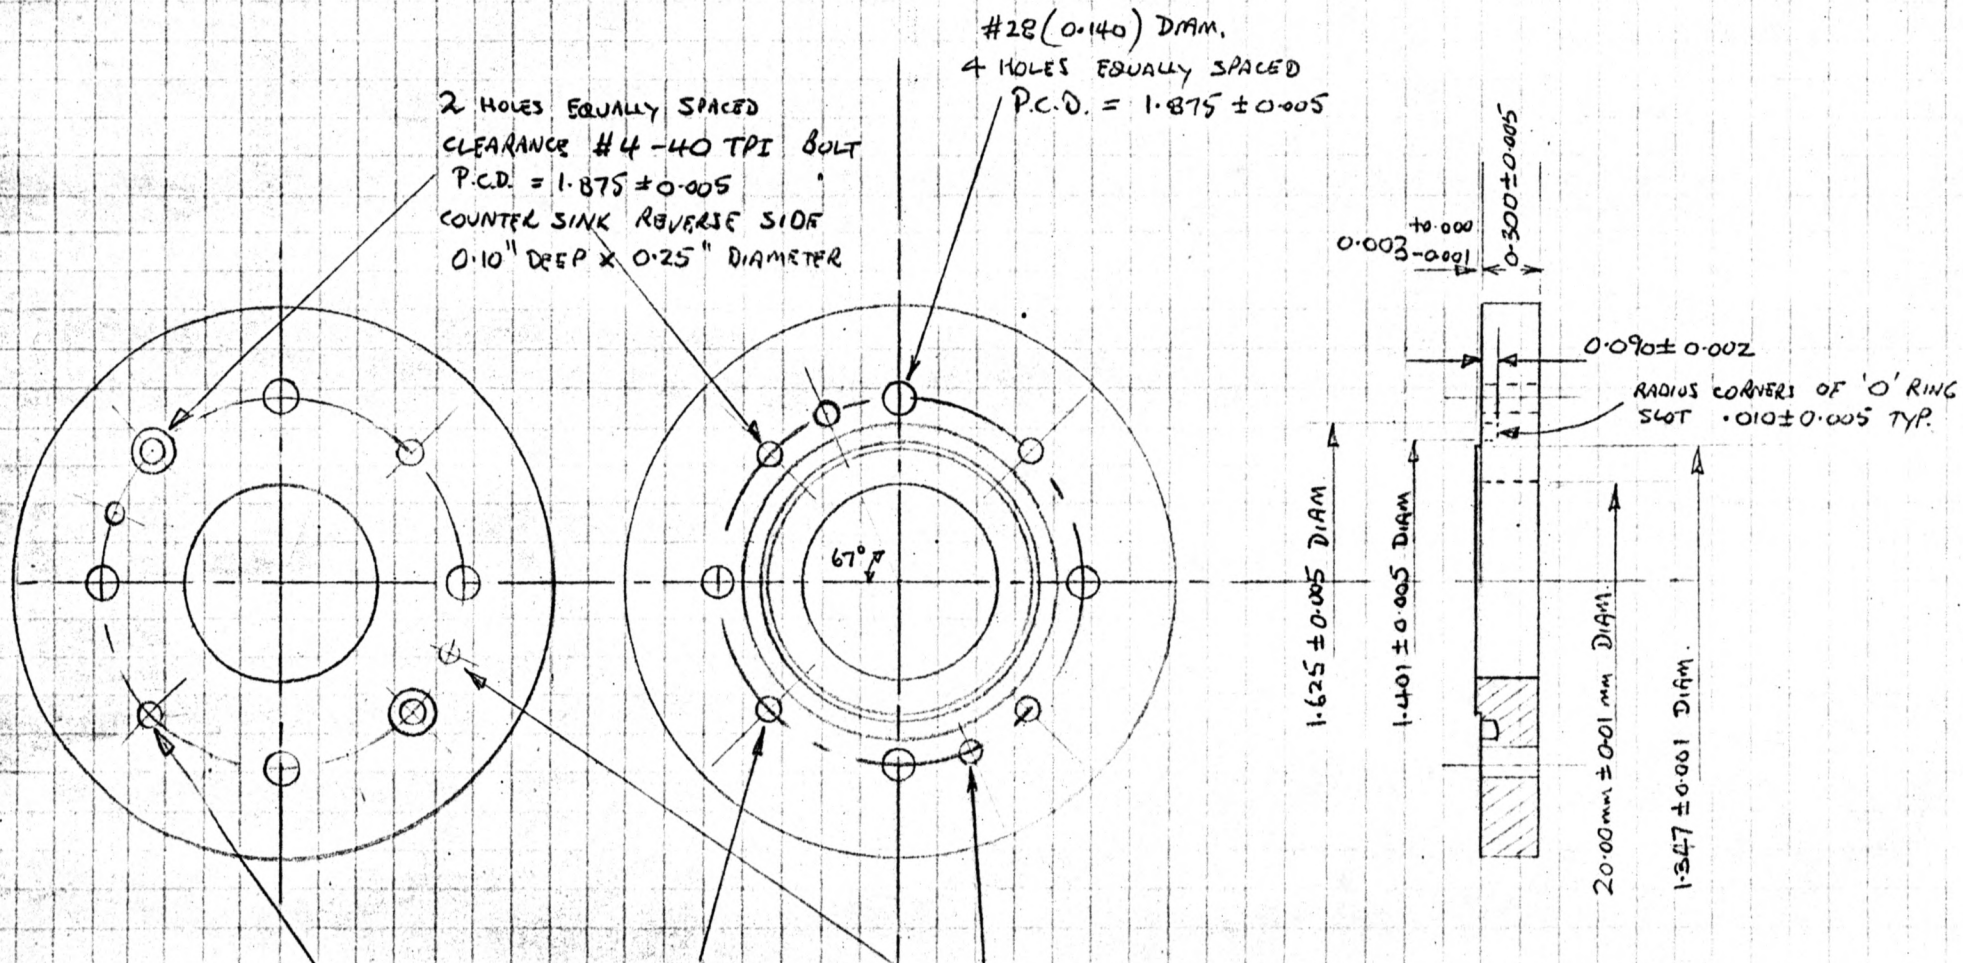 #28 (0.140) DIAM.
4 HOLES EQUALLY SPACED
P.C.D. = 1.875 ± 0.005
2 HOLES EQUALLY SPACED
CLEARANCE #4-40 TPI BOLT
P.C.D. = 1.875 ± 0.005
COUNTER SINK REVERSE SIDE
0.10" DEEP X 0.25" DIAMETER
0.003 +0.000 -0.001
0.300 ± 0.005
0.090 ± 0.002
RADIUS CORNERS OF 'O' RING
SLOT .010 ± 0.005 TYP.
67°
1.625 ± 0.005 DIAM
1.401 ± 0.005 DIAM
20.00mm ± 0.01 mm DIAM.
1.347 ± 0.001 DIAM.